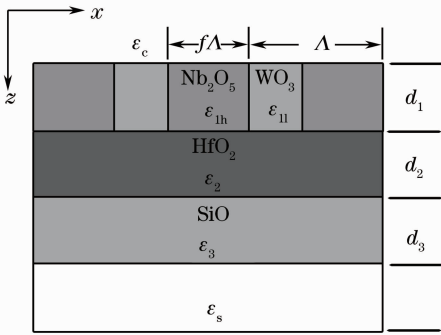 x
z
ε_c
fΛ
Λ
Nb₂O₅
WO₃
ε_1h
ε_1l
d₁
HfO₂
ε₂
d₂
SiO
ε₃
d₃
ε_s